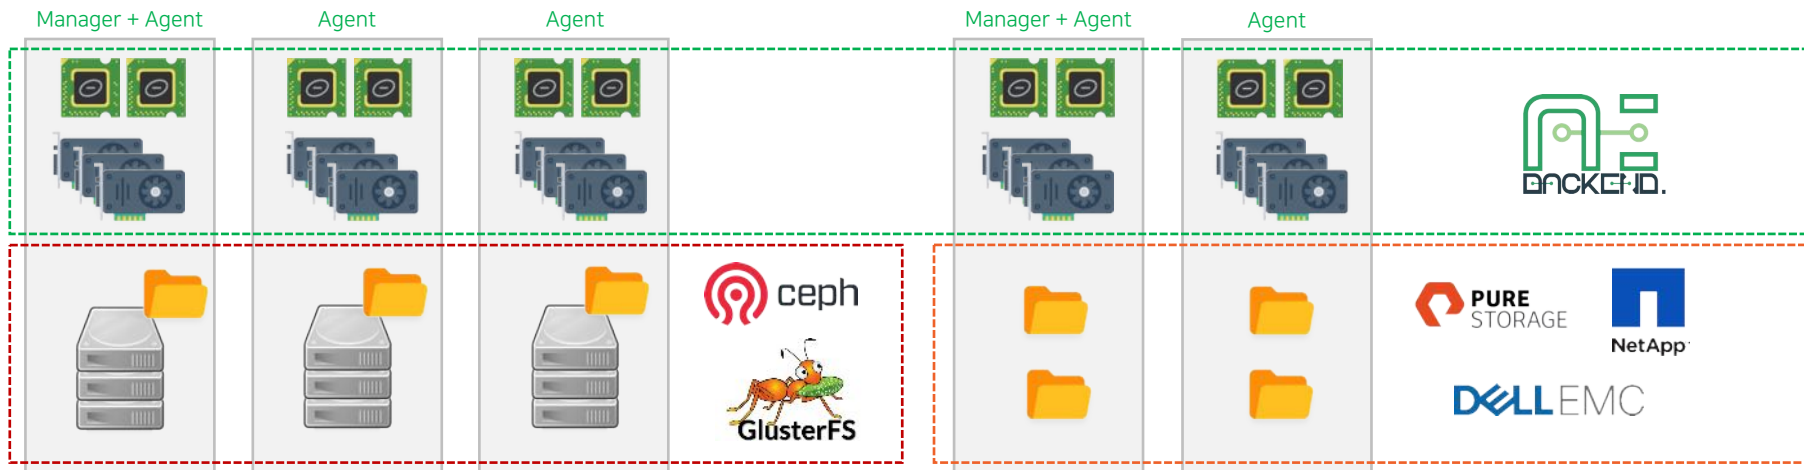 Manager + Agent
Agent
Agent
Manager + Agent
Agent
BACKEND.
ceph
GlusterFS
PURE
STORAGE
NetApp
DELL EMC